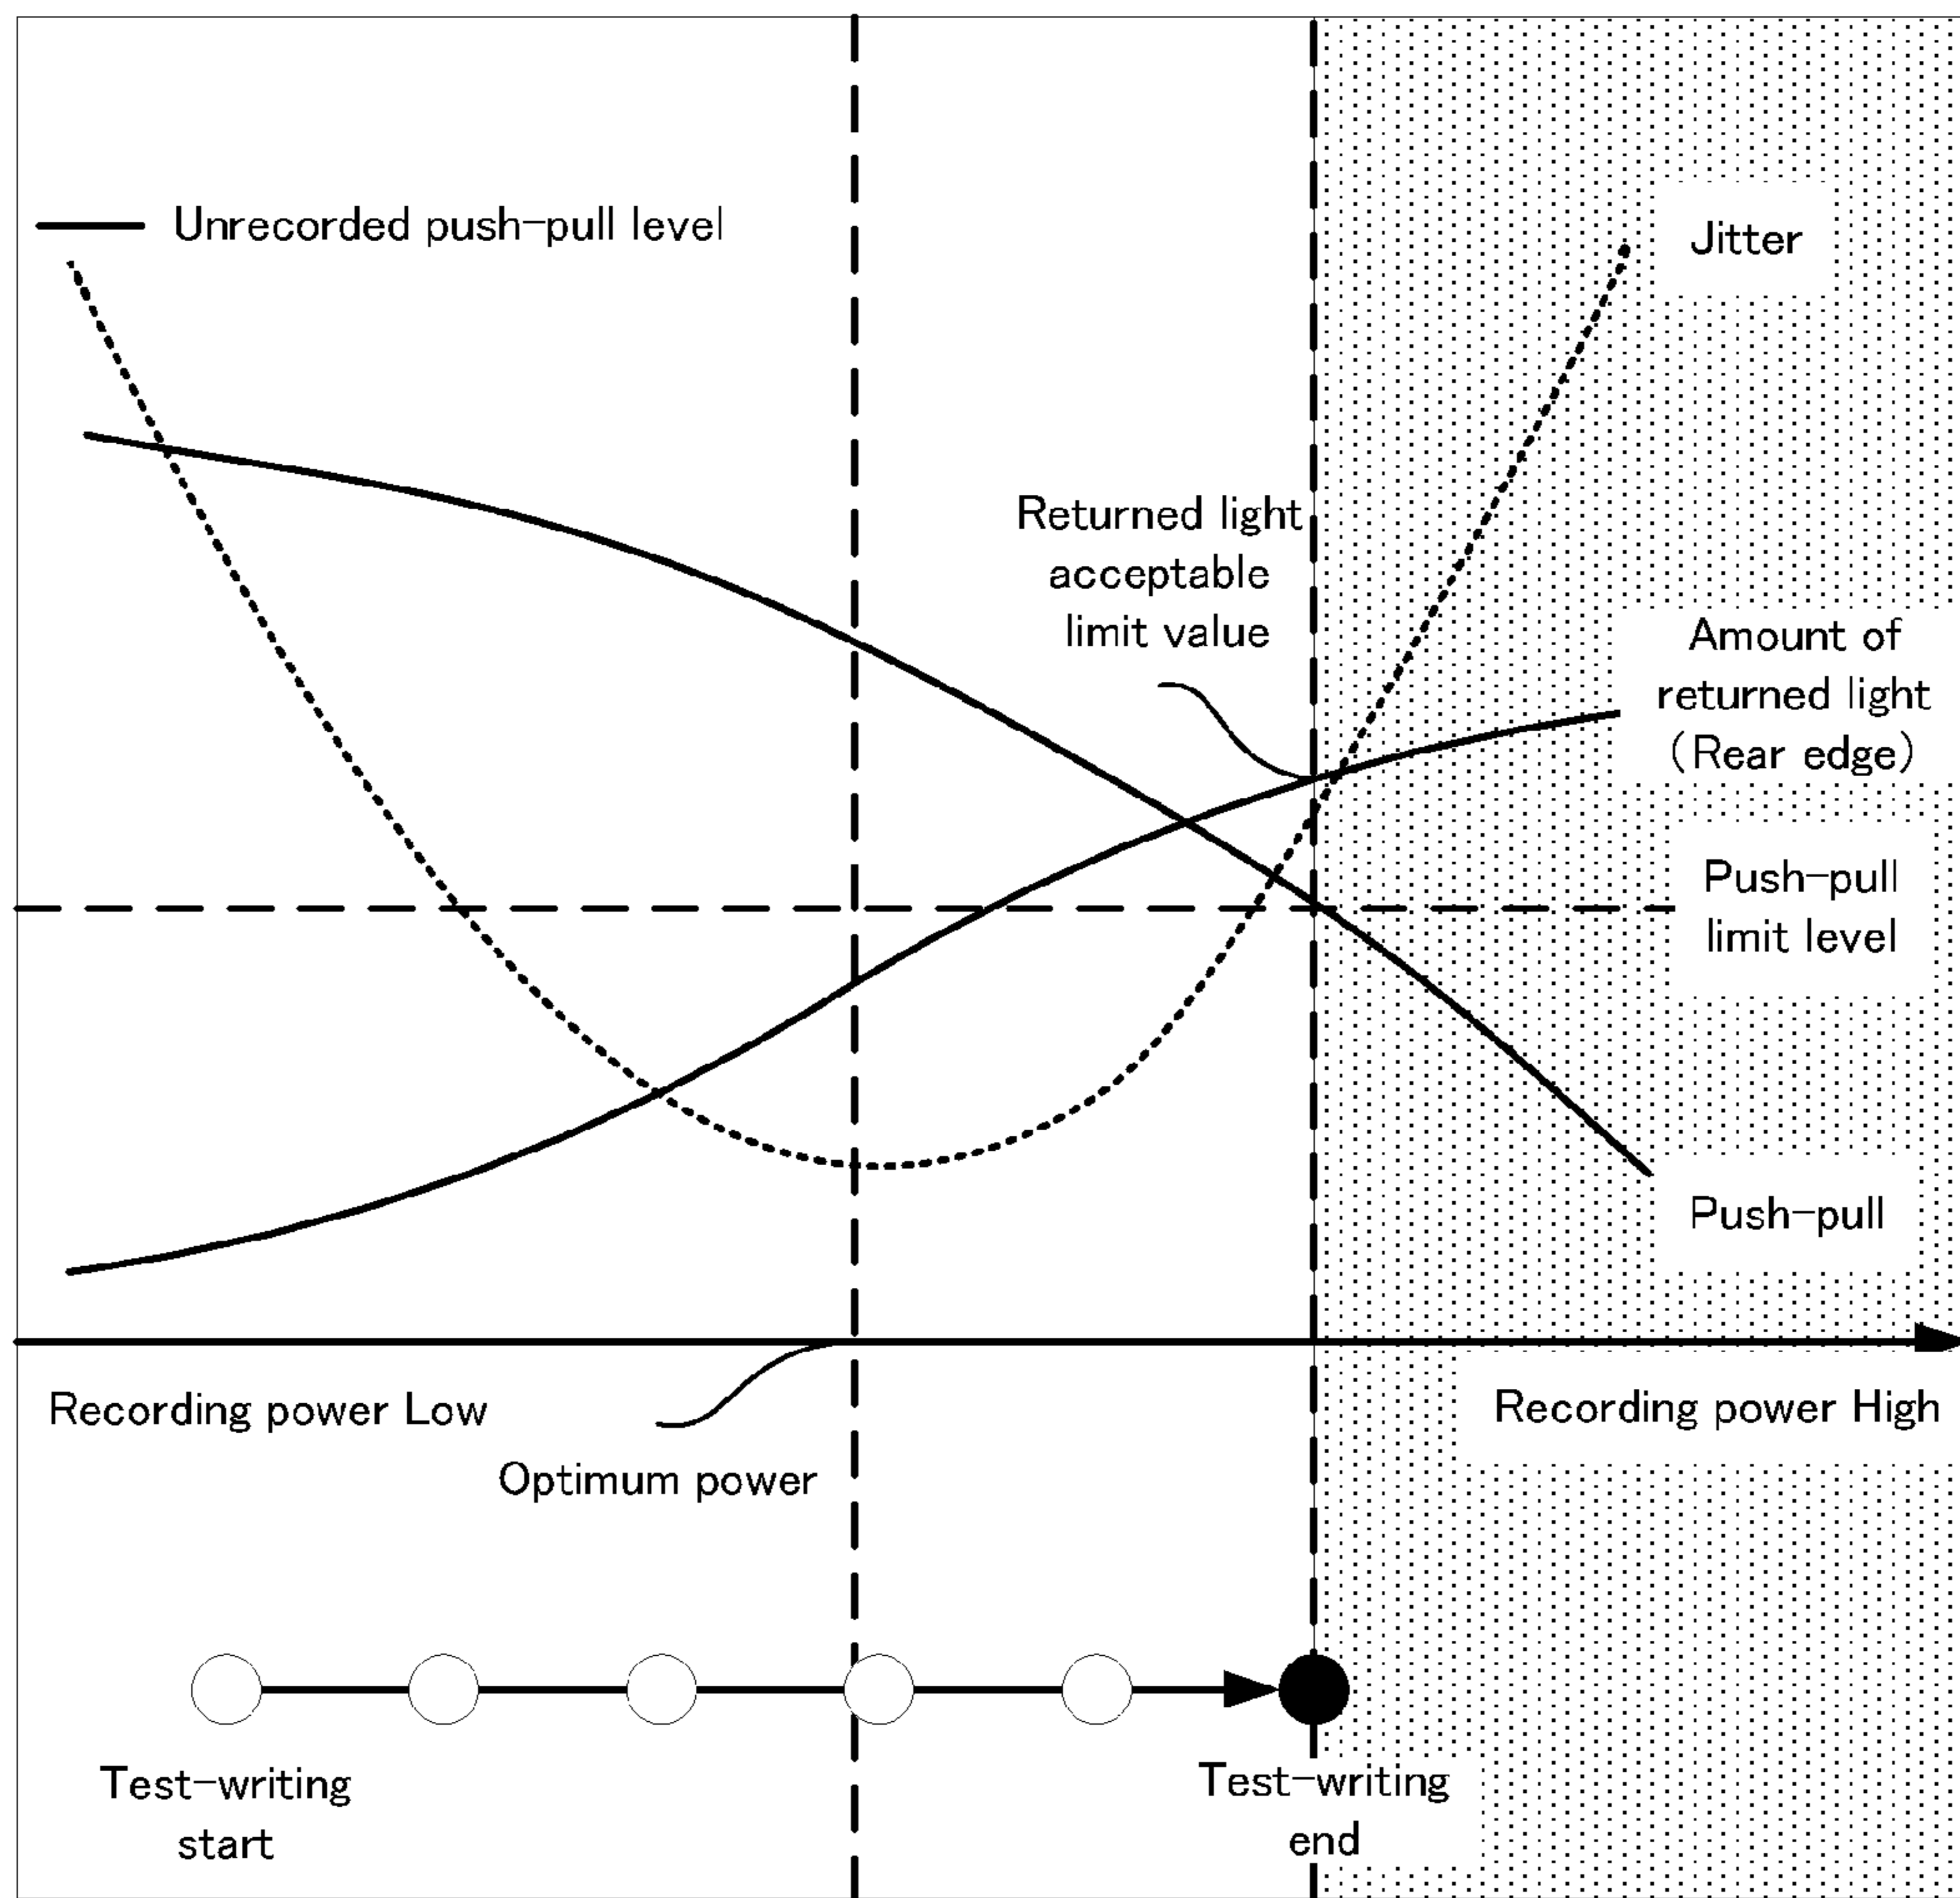 Unrecorded push-pull level
Jitter
Returned light
acceptable
limit value
Amount of
returned light
(Rear edge)
Push-pull
limit level
Push-pull
Recording power Low
Recording power High
Optimum power
Test-writing
start
Test-writing
end